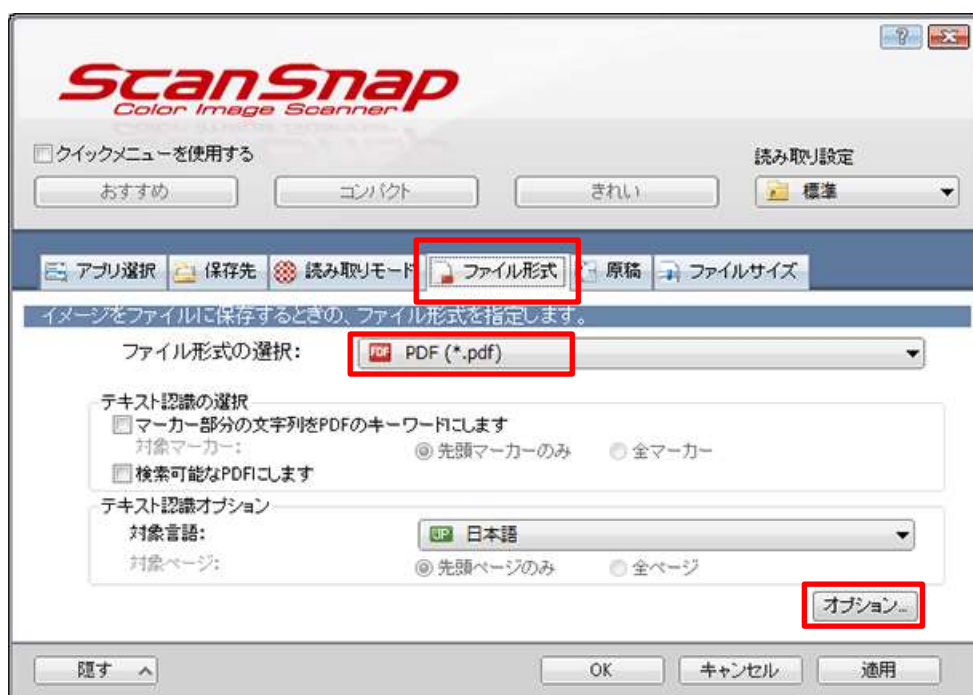 ScanSnap
Color Image Scanner
クイックメニューを使用する
読み取り設定
おすすめ コンパクト きれい 標準
アプリ選択 保存先 読み取りモード ファイル形式 原稿 ファイルサイズ
イメージをファイルに保存するときの、ファイル形式を指定します。
ファイル形式の選択: PDF (*.pdf)
テキスト認識の選択
マーカー部分の文字列をPDFのキーワードにします
対象マーカー: 先頭マーカーのみ 全マーカー
検索可能なPDFにします
テキスト認識オプション
対象言語: 日本語
対象ページ: 先頭ページのみ 全ページ
オプション...
隠す OK キャンセル 適用